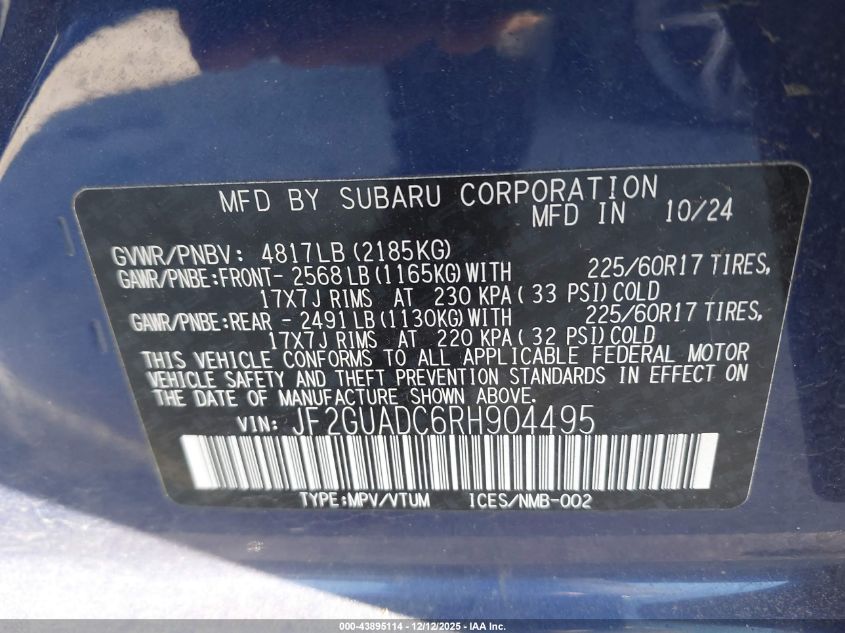 MFD BY SUBARU CORPORATION
MFD IN 10/24
GVWR/PNBV: 4817LB (2185KG)
GAWR/PNBE:FRONT- 2568 LB (1165KG) WITH 225/60R17 TIRES,
17X7J RIMS AT 230 KPA ( 33 PSI) COLD
GAWR/PNBE:REAR - 2491 LB (1130KG) WITH 225/60R17 TIRES,
17X7J RIMS AT 220 KPA ( 32 PSI) COLD
THIS VEHICLE CONFORMS TO ALL APPLICABLE FEDERAL MOTOR
VEHICLE SAFETY AND THEFT PREVENTION STANDARDS IN EFFECT ON
THE DATE OF MANUFACTURE SHOWN ABOVE.
VIN: JF2GUADC6RH904495
TYPE:MPV/VTUM ICES/NMB-002
000-43895114 - 12/12/2025 - IAA Inc.